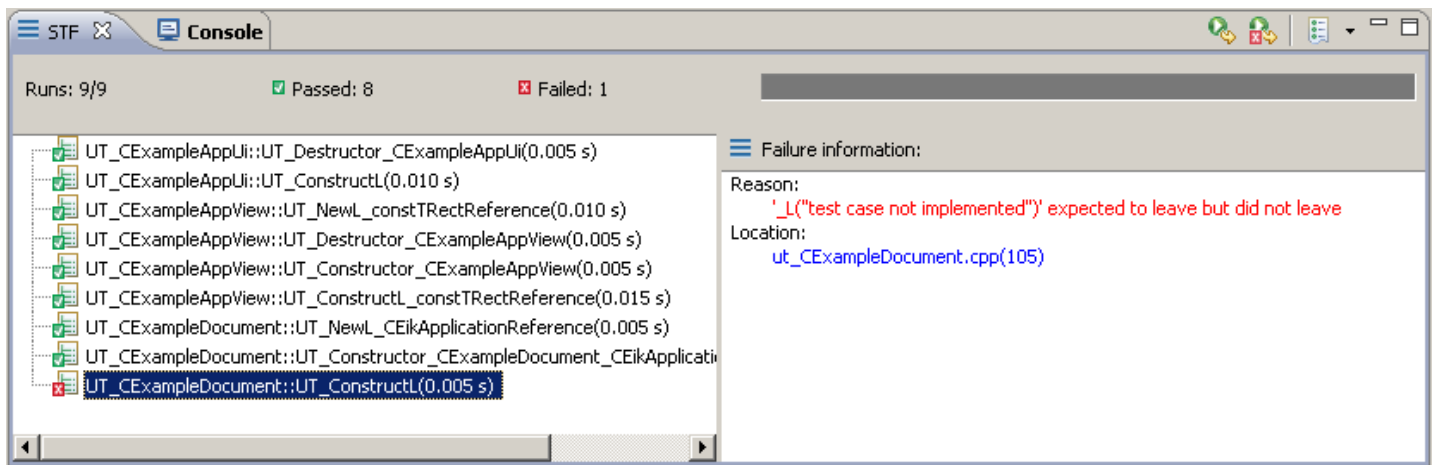 STF Console
Runs: 9/9 Passed: 8 Failed: 1
UT_CExampleAppUi::UT_Destructor_CExampleAppUi(0.005 s)
UT_CExampleAppUi::UT_ConstructL(0.010 s)
UT_CExampleAppView::UT_NewL_constTRectReference(0.010 s)
UT_CExampleAppView::UT_Destructor_CExampleAppView(0.005 s)
UT_CExampleAppView::UT_Constructor_CExampleAppView(0.005 s)
UT_CExampleAppView::UT_ConstructL_constTRectReference(0.015 s)
UT_CExampleDocument::UT_NewL_CEikApplicationReference(0.005 s)
UT_CExampleDocument::UT_Constructor_CExampleDocument_CEikApplicati
UT_CExampleDocument::UT_ConstructL(0.005 s)
Failure information:
Reason:
'_L("test case not implemented")' expected to leave but did not leave
Location:
ut_CExampleDocument.cpp(105)